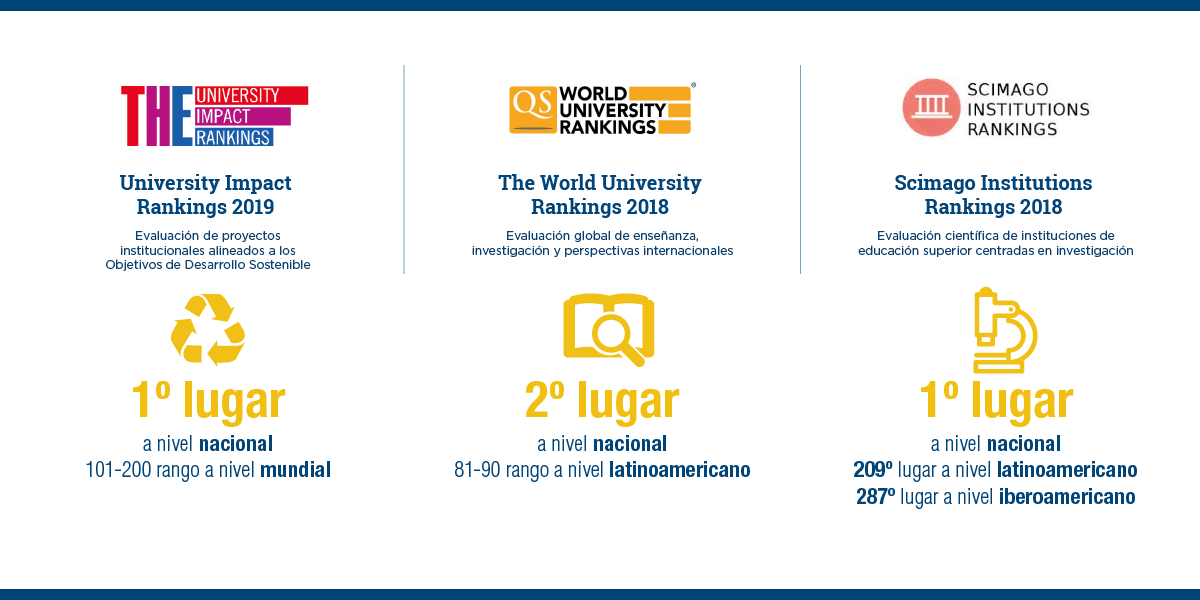 THE UNIVERSITY
IMPACT
RANKINGS
University Impact
Rankings 2019
Evaluación de proyectos
institucionales alineados a los
Objetivos de Desarrollo Sostenible
1º lugar
a nivel nacional
101-200 rango a nivel mundial
QS WORLD
UNIVERSITY
RANKINGS
®
The World University
Rankings 2018
Evaluación global de enseñanza,
investigación y perspectivas internacionales
2º lugar
a nivel nacional
81-90 rango a nivel latinoamericano
SCIMAGO
INSTITUTIONS
RANKINGS
Scimago Institutions
Rankings 2018
Evaluación científica de instituciones de
educación superior centradas en investigación
1º lugar
a nivel nacional
209º lugar a nivel latinoamericano
287º lugar a nivel iberoamericano